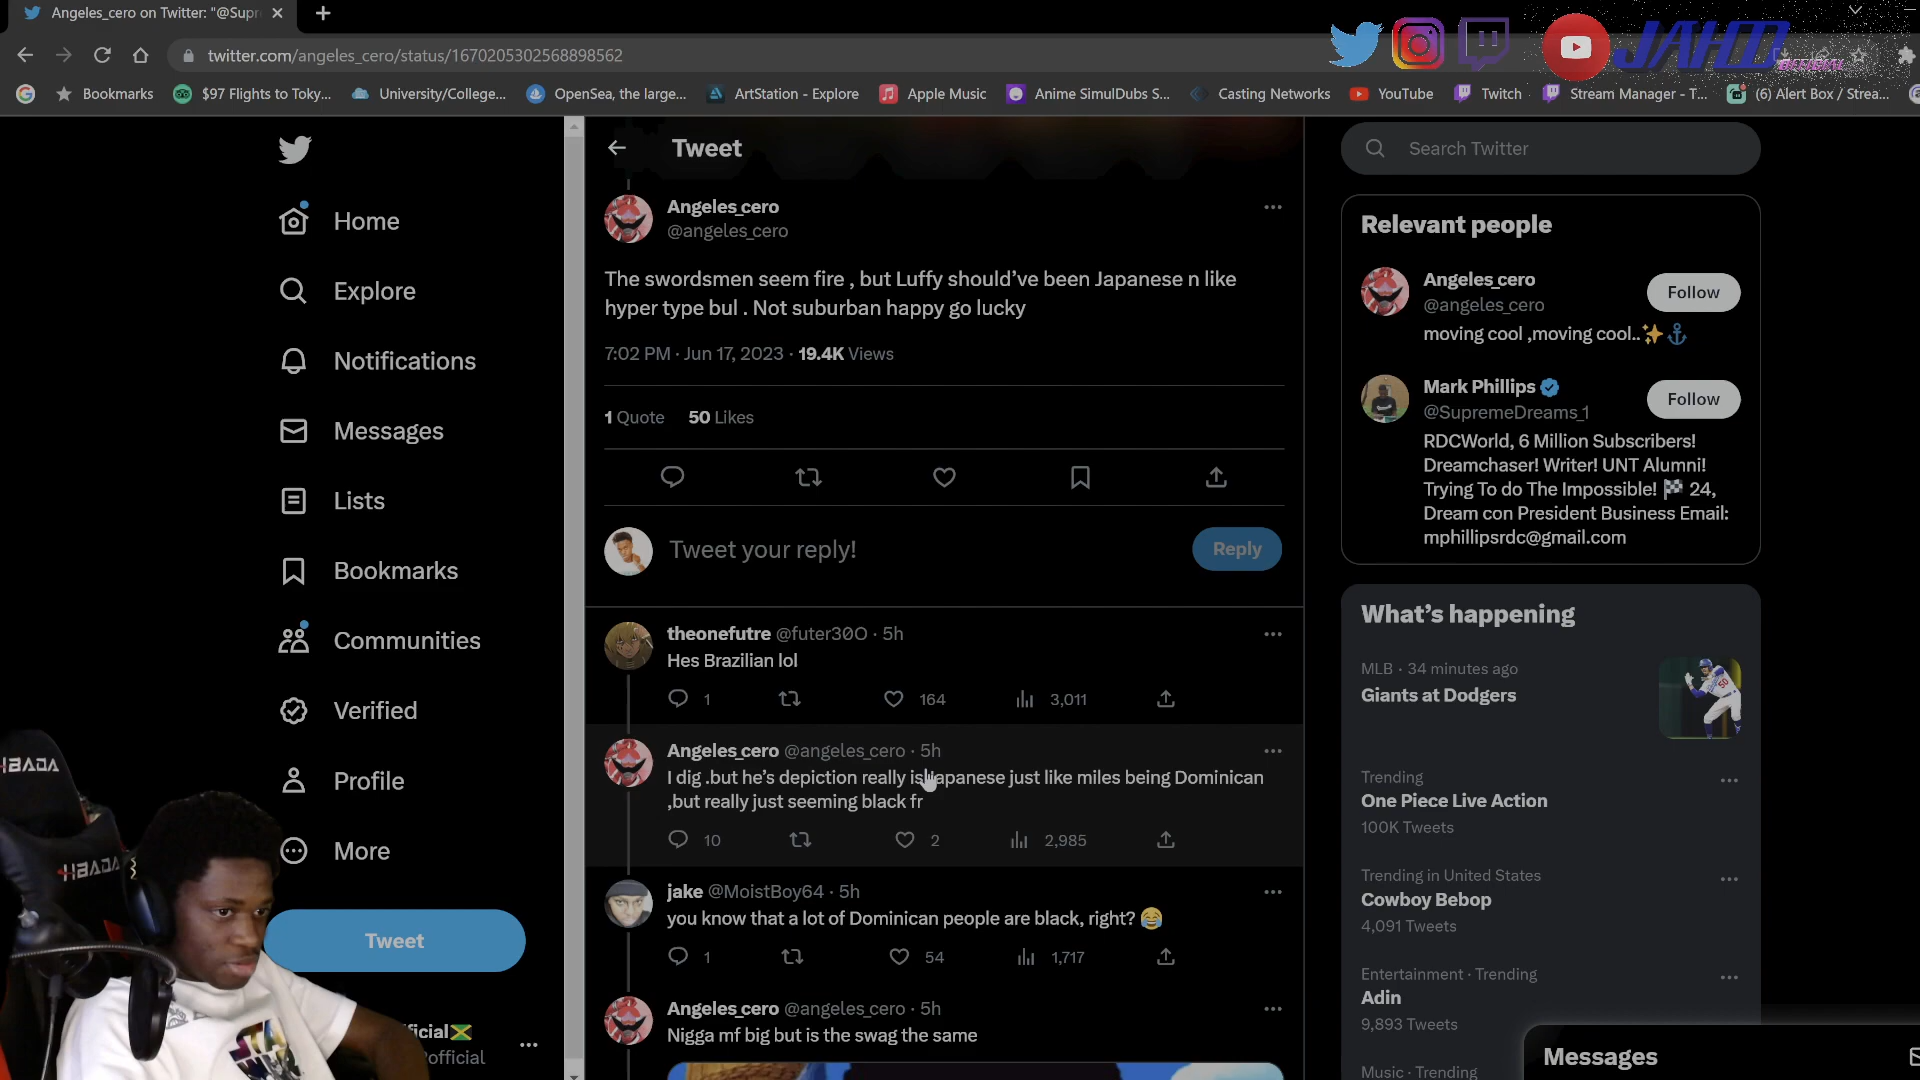 Angeles_cero on Twitter: "@Supr
twitter.com/angeles_cero/status/1670205302568898562
JAHD
OFFICIAL
Bookmarks
$97 Flights to Toky...
University/College...
OpenSea, the large...
ArtStation - Explore
Apple Music
Anime SimulDubs S...
Casting Networks
YouTube
Twitch
Stream Manager - T...
(6) Alert Box / Strea...
Home
Explore
Notifications
Messages
Lists
Bookmarks
Communities
Verified
Profile
More
Tweet
ficial🇯🇲
official
HBADA
HBADA
Tweet
Angeles_cero
@angeles_cero
The swordsmen seem fire , but Luffy should’ve been Japanese n like
hyper type bul . Not suburban happy go lucky
7:02 PM · Jun 17, 2023 · 19.4K Views
1 Quote 50 Likes
Tweet your reply!
Reply
theonefutre @futer30O · 5h
Hes Brazilian lol
1 164 3,011
Angeles_cero @angeles_cero · 5h
I dig .but he’s depiction really is Japanese just like miles being Dominican
,but really just seeming black fr
10 2 2,985
jake @MoistBoy64 · 5h
you know that a lot of Dominican people are black, right? 😂
1 54 1,717
Angeles_cero @angeles_cero · 5h
Nigga mf big but is the swag the same
Search Twitter
Relevant people
Angeles_cero
@angeles_cero
Follow
moving cool ,moving cool..✨⚓
Mark Phillips
@SupremeDreams_1
Follow
RDCWorld, 6 Million Subscribers!
Dreamchaser! Writer! UNT Alumni!
Trying To do The Impossible! 🏁 24,
Dream con President Business Email:
mphillipsrdc@gmail.com
What’s happening
MLB · 34 minutes ago
Giants at Dodgers
Trending
One Piece Live Action
100K Tweets
Trending in United States
Cowboy Bebop
4,091 Tweets
Entertainment · Trending
Adin
9,893 Tweets
Music · Trending
Messages